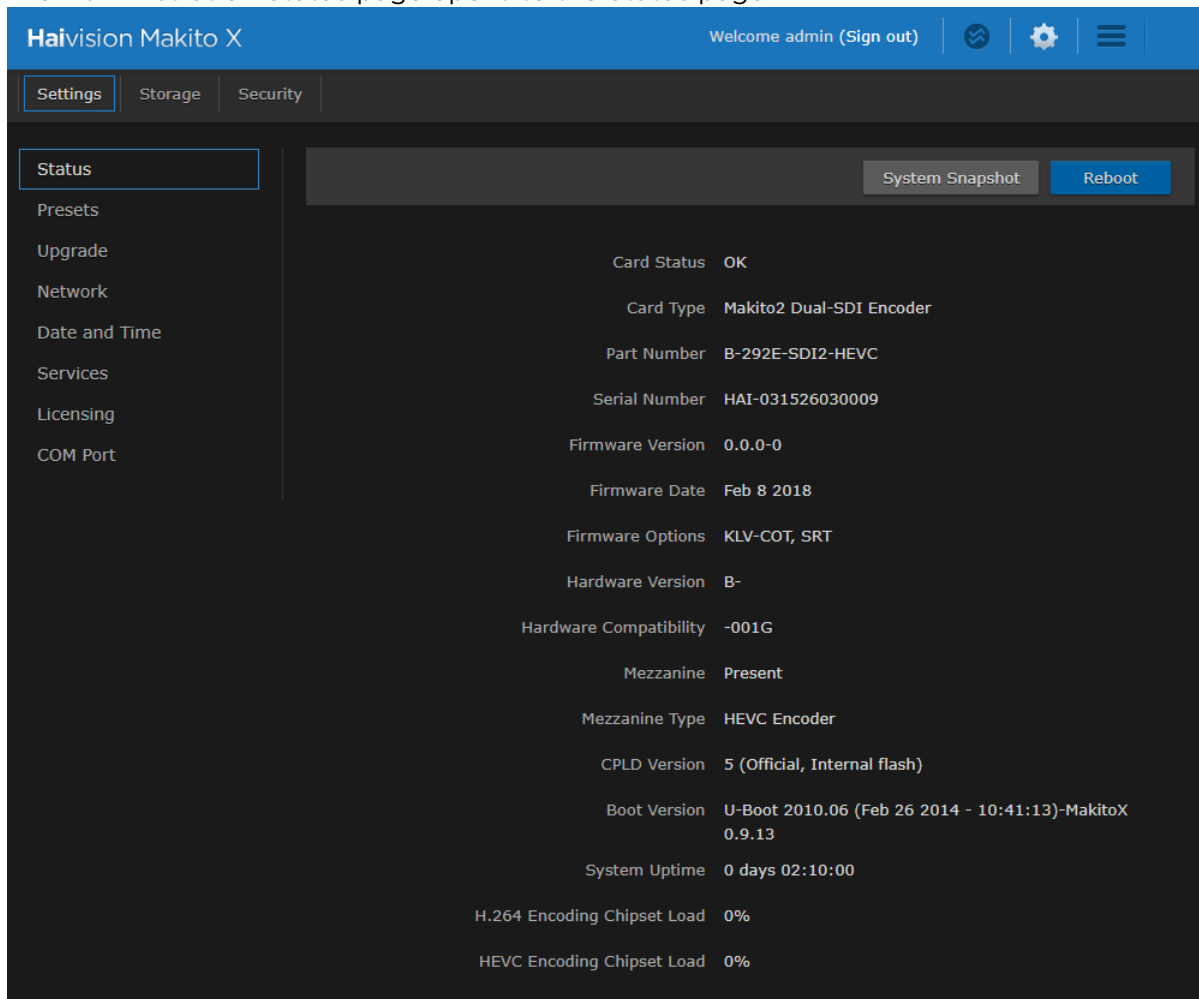 Haivision Makito X
Welcome admin (Sign out)
Settings
Storage
Security
Status
Presets
Upgrade
Network
Date and Time
Services
Licensing
COM Port
System Snapshot
Reboot
Card Status OK
Card Type Makito2 Dual-SDI Encoder
Part Number B-292E-SDI2-HEVC
Serial Number HAI-031526030009
Firmware Version 0.0.0-0
Firmware Date Feb 8 2018
Firmware Options KLV-COT, SRT
Hardware Version B-
Hardware Compatibility -001G
Mezzanine Present
Mezzanine Type HEVC Encoder
CPLD Version 5 (Official, Internal flash)
Boot Version U-Boot 2010.06 (Feb 26 2014 - 10:41:13)-MakitoX
0.9.13
System Uptime 0 days 02:10:00
H.264 Encoding Chipset Load 0%
HEVC Encoding Chipset Load 0%